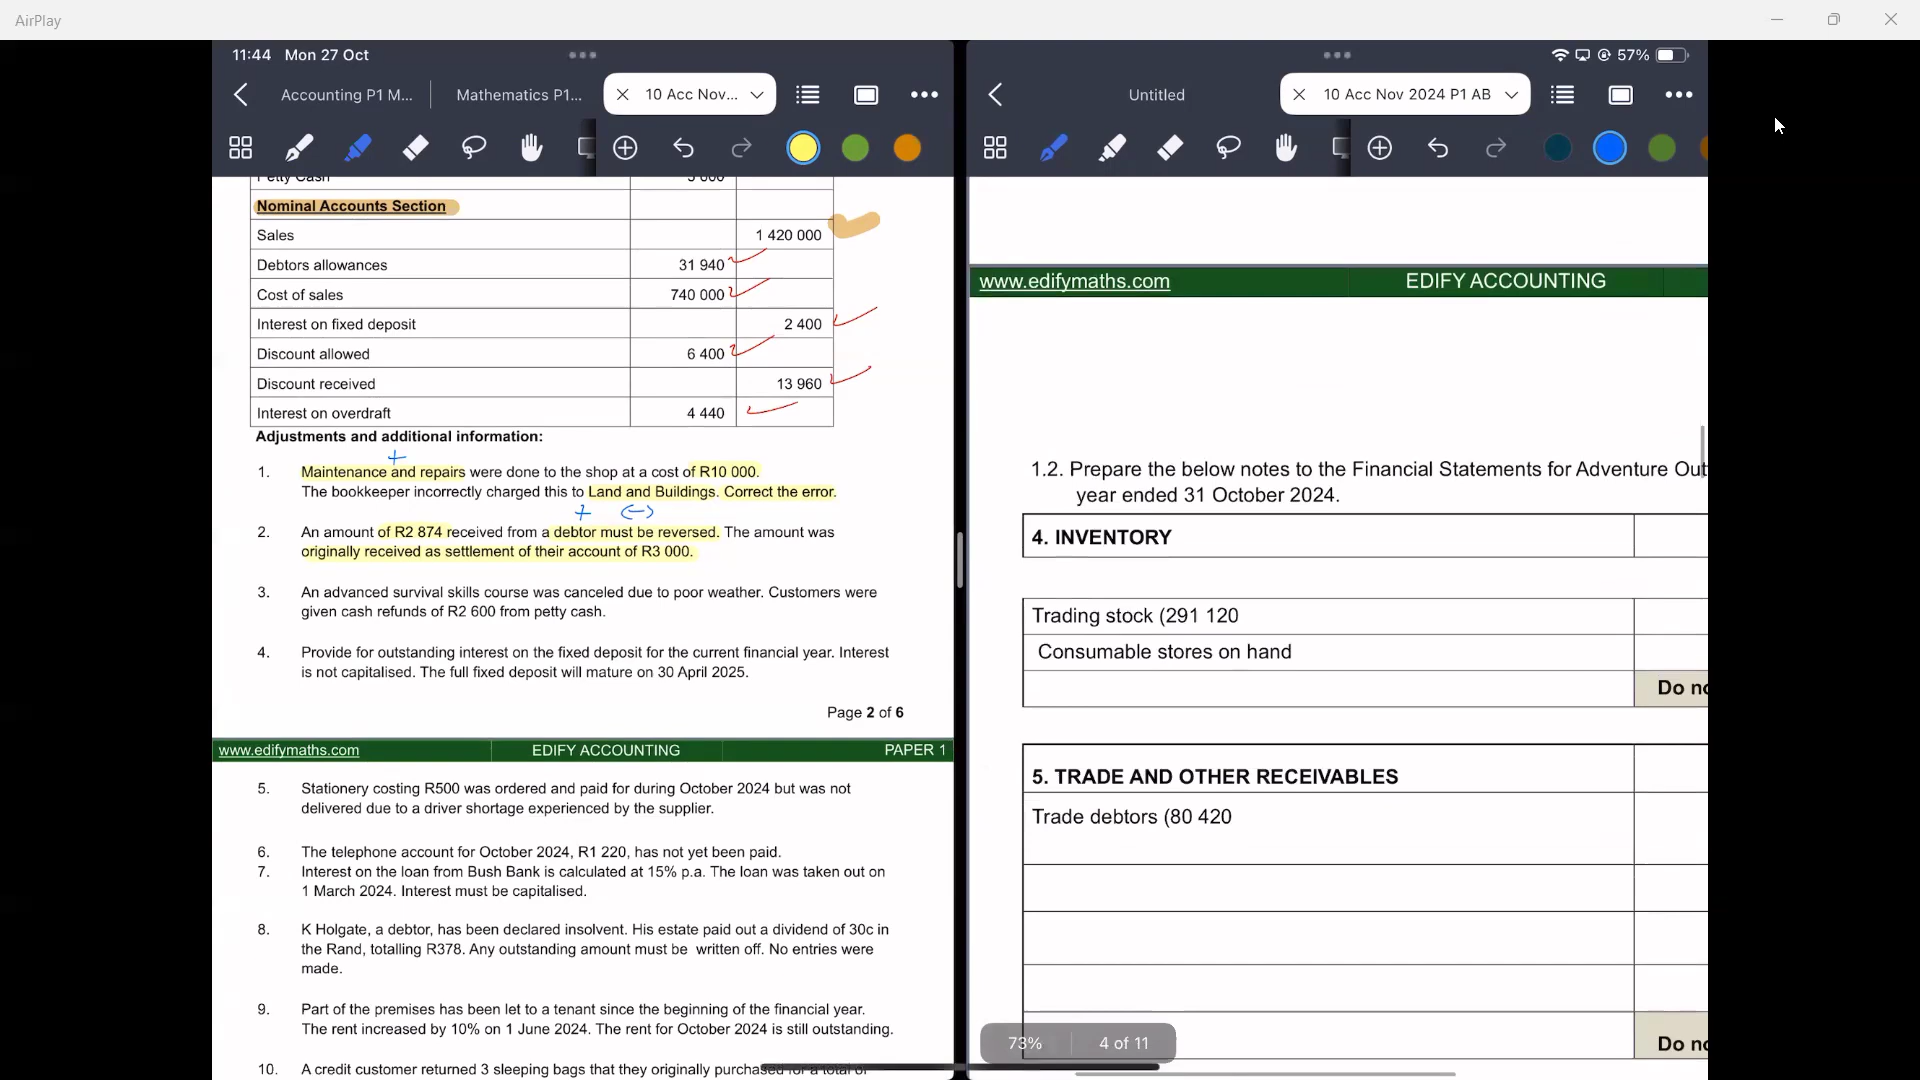 AirPlay
11:44 Mon 27 Oct
57%
Accounting P1 M...
Mathematics P1...
10 Acc Nov...
Untitled
10 Acc Nov 2024 P1 AB
Petty Cash 5 000
Nominal Accounts Section
Sales 1 420 000
Debtors allowances 31 940
Cost of sales 740 000
Interest on fixed deposit 2 400
Discount allowed 6 400
Discount received 13 960
Interest on overdraft 4 440
Adjustments and additional information:
+
1. Maintenance and repairs were done to the shop at a cost of R10 000.
The bookkeeper incorrectly charged this to Land and Buildings. Correct the error.
+ (-)
2. An amount of R2 874 received from a debtor must be reversed. The amount was
originally received as settlement of their account of R3 000.
3. An advanced survival skills course was canceled due to poor weather. Customers were
given cash refunds of R2 600 from petty cash.
4. Provide for outstanding interest on the fixed deposit for the current financial year. Interest
is not capitalised. The full fixed deposit will mature on 30 April 2025.
Page 2 of 6
www.edifymaths.com EDIFY ACCOUNTING PAPER 1
5. Stationery costing R500 was ordered and paid for during October 2024 but was not
delivered due to a driver shortage experienced by the supplier.
6. The telephone account for October 2024, R1 220, has not yet been paid.
7. Interest on the loan from Bush Bank is calculated at 15% p.a. The loan was taken out on
1 March 2024. Interest must be capitalised.
8. K Holgate, a debtor, has been declared insolvent. His estate paid out a dividend of 30c in
the Rand, totalling R378. Any outstanding amount must be written off. No entries were
made.
9. Part of the premises has been let to a tenant since the beginning of the financial year.
The rent increased by 10% on 1 June 2024. The rent for October 2024 is still outstanding.
10. A credit customer returned 3 sleeping bags that they originally purchased for a total of
www.edifymaths.com EDIFY ACCOUNTING
1.2. Prepare the below notes to the Financial Statements for Adventure Out
year ended 31 October 2024.
4. INVENTORY
Trading stock (291 120
Consumable stores on hand
Do no
5. TRADE AND OTHER RECEIVABLES
Trade debtors (80 420
Do no
73% 4 of 11